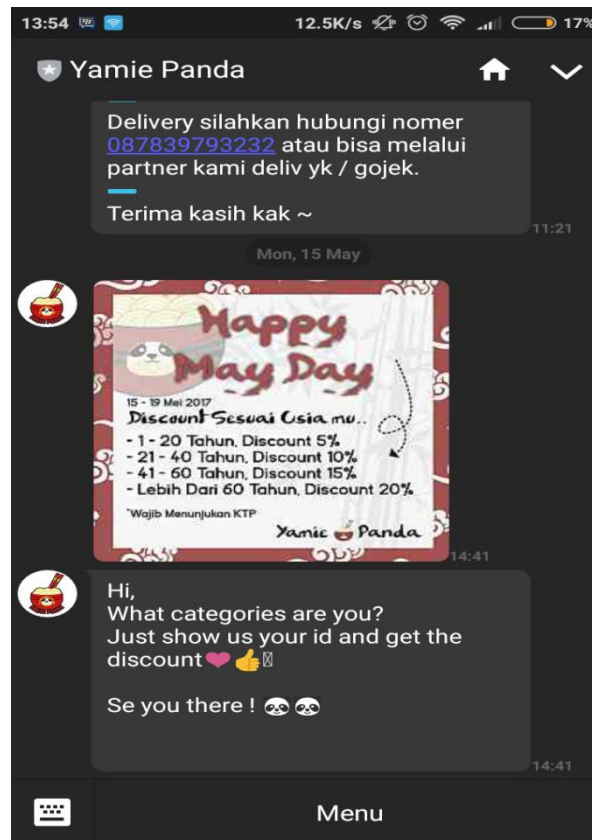 13:54
12.5K/s
17%
Yamie Panda
Delivery silahkan hubungi nomer
087839793232 atau bisa melalui
partner kami deliv yk / gojek.
Terima kasih kak ~
11:21
Mon, 15 May
Happy
May Day
15 - 19 Mei 2017
Discount Sesuai Usia mu..
- 1 - 20 Tahun, Discount 5%
- 21 - 40 Tahun, Discount 10%
- 41 - 60 Tahun, Discount 15%
- Lebih Dari 60 Tahun, Discount 20%
*Wajib Menunjukan KTP
Yamie Panda
14:41
Hi,
What categories are you?
Just show us your id and get the
discount❤👍
Se you there ! 🐼🐼
14:41
Menu